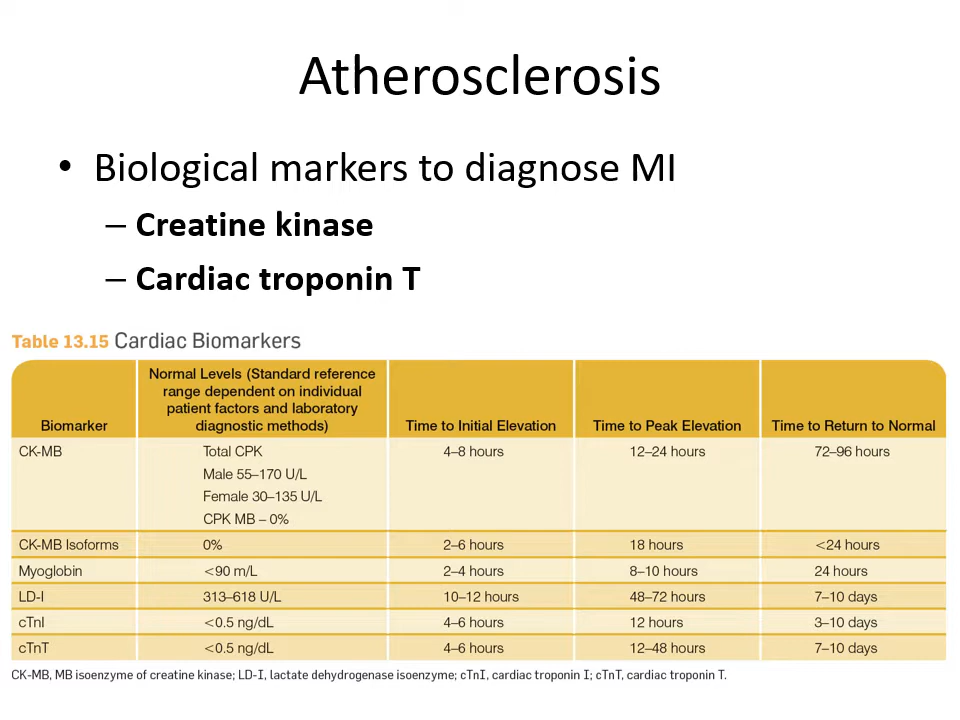 Atherosclerosis
• Biological markers to diagnose MI
– Creatine kinase
– Cardiac troponin T
Table 13.15 Cardiac Biomarkers
Biomarker
Normal Levels (Standard reference
range dependent on individual
patient factors and laboratory
diagnostic methods)
Time to Initial Elevation
Time to Peak Elevation
Time to Return to Normal
CK-MB Total CPK 4–8 hours 12–24 hours 72–96 hours
Male 55–170 U/L
Female 30–135 U/L
CPK MB – 0%
CK-MB Isoforms 0% 2–6 hours 18 hours <24 hours
Myoglobin <90 m/L 2–4 hours 8–10 hours 24 hours
LD-I 313–618 U/L 10–12 hours 48–72 hours 7–10 days
cTnI <0.5 ng/dL 4–6 hours 12 hours 3–10 days
cTnT <0.5 ng/dL 4–6 hours 12–48 hours 7–10 days
CK-MB, MB isoenzyme of creatine kinase; LD-I, lactate dehydrogenase isoenzyme; cTnI, cardiac troponin I; cTnT, cardiac troponin T.